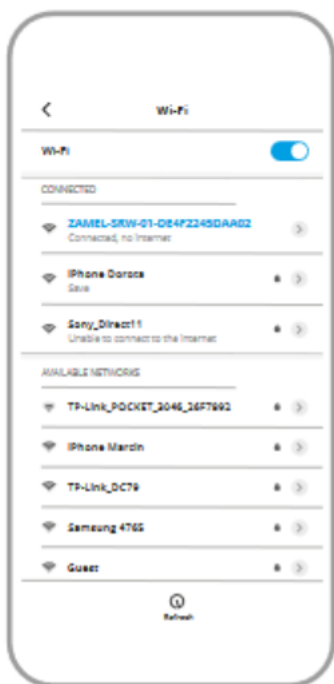 Wi-Fi
Wi-Fi
CONNECTED
ZAMEL-SRW-01-DE4F2245DAA02
Connected, no Internet
iPhone Dorota
Save
Sony_Direct11
Unable to connect to the Internet
AVAILABLE NETWORKS
TP-Link_POCKET_3046_26F7892
iPhone Marcin
TP-Link_DC79
Samsung 4765
Guest
Refresh